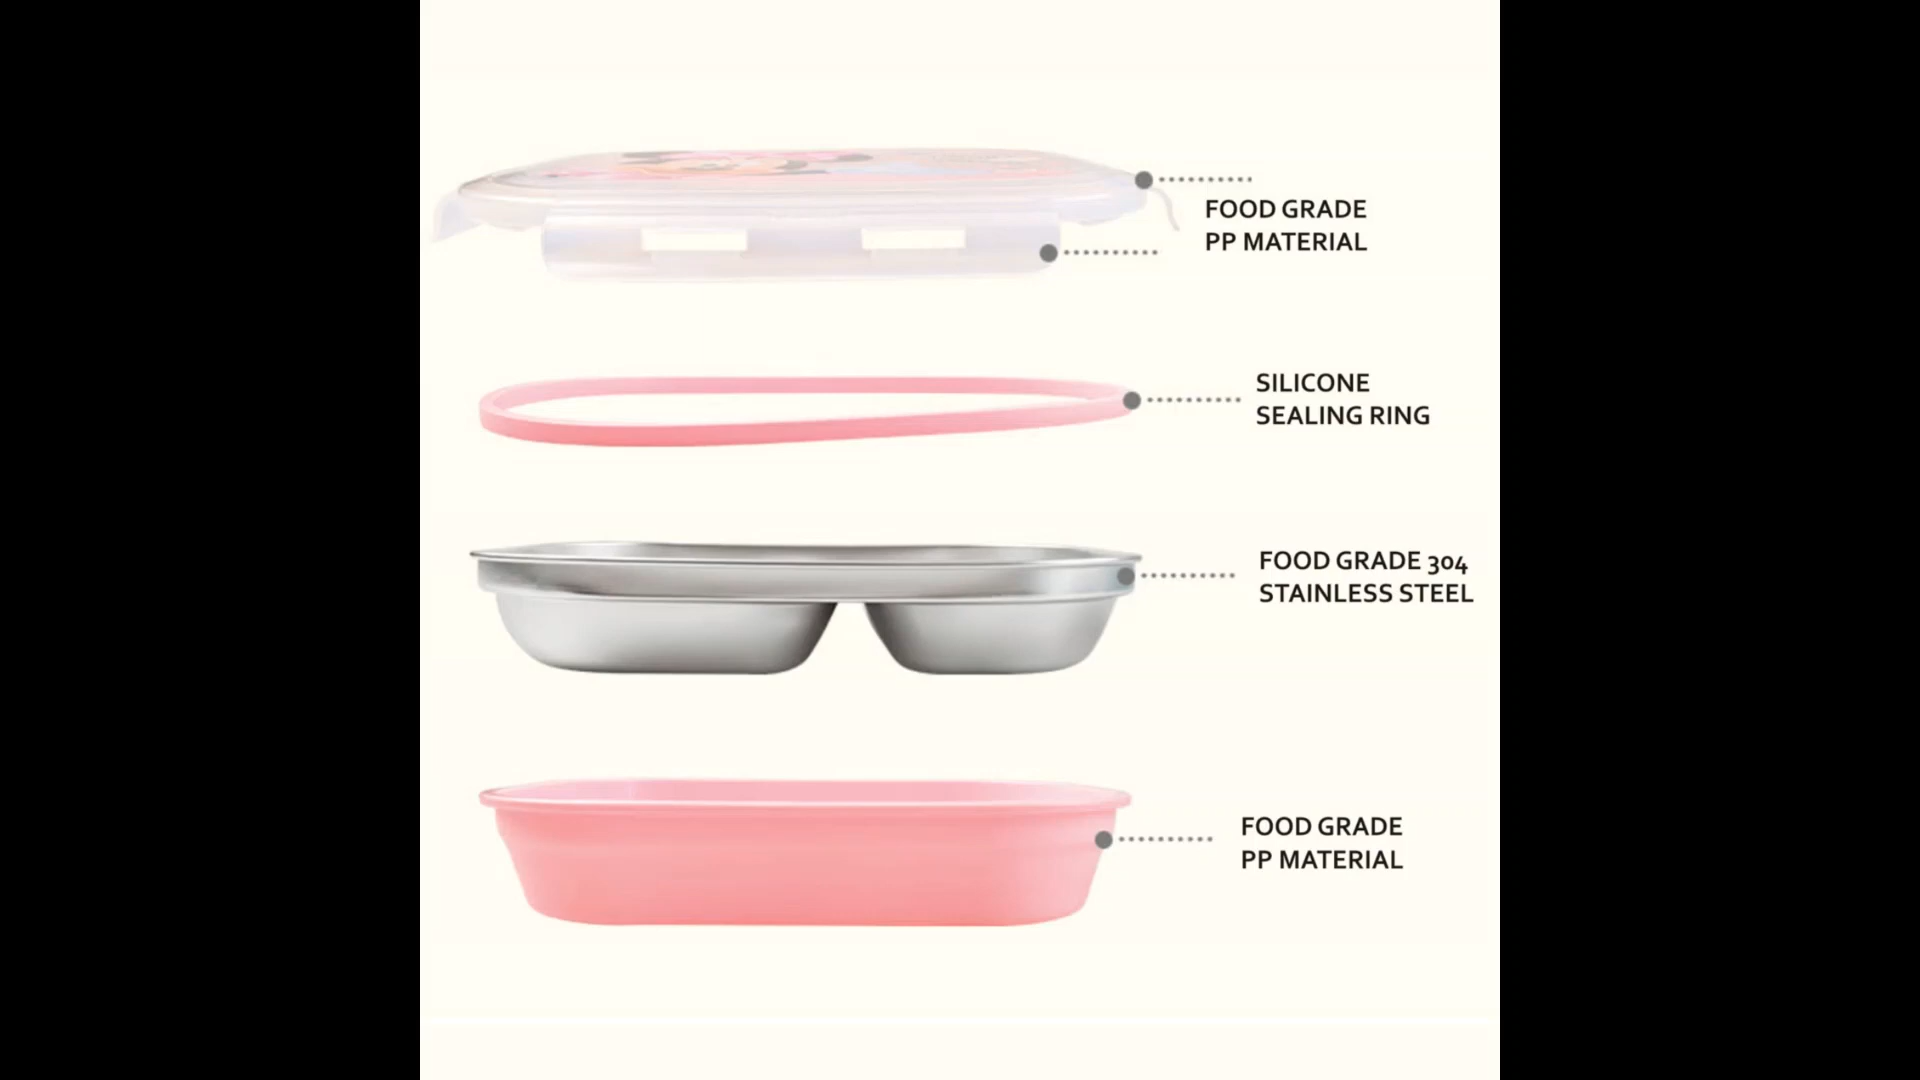 FOOD GRADE
PP MATERIAL
SILICONE
SEALING RING
FOOD GRADE 304
STAINLESS STEEL
FOOD GRADE
PP MATERIAL